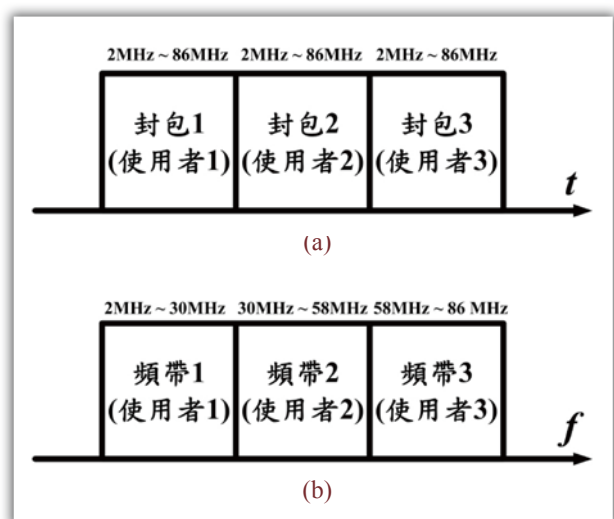 2MHz ~ 86MHz 2MHz ~ 86MHz 2MHz ~ 86MHz
封包1 封包2 封包3
(使用者1) (使用者2) (使用者3)
t
(a)
2MHz ~ 30MHz 30MHz ~ 58MHz 58MHz ~ 86 MHz
頻帶1 頻帶2 頻帶3
(使用者1) (使用者2) (使用者3)
f
(b)